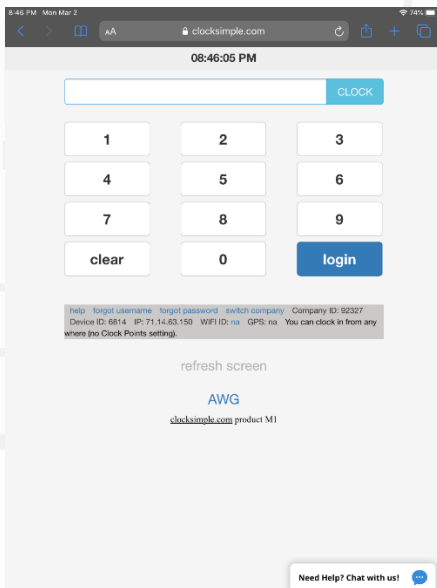 8:46 PM Mon Mar 2 74%
AA clocksimple.com
08:46:05 PM
CLOCK
1 2 3
4 5 6
7 8 9
clear 0 login
help forgot username forgot password switch company Company ID: 92327
Device ID: 6814 IP: 71.14.63.150 WIFI ID: na GPS: na You can clock in from any
where (no Clock Points setting).
refresh screen
AWG
clocksimple.com product M1
Need Help? Chat with us!